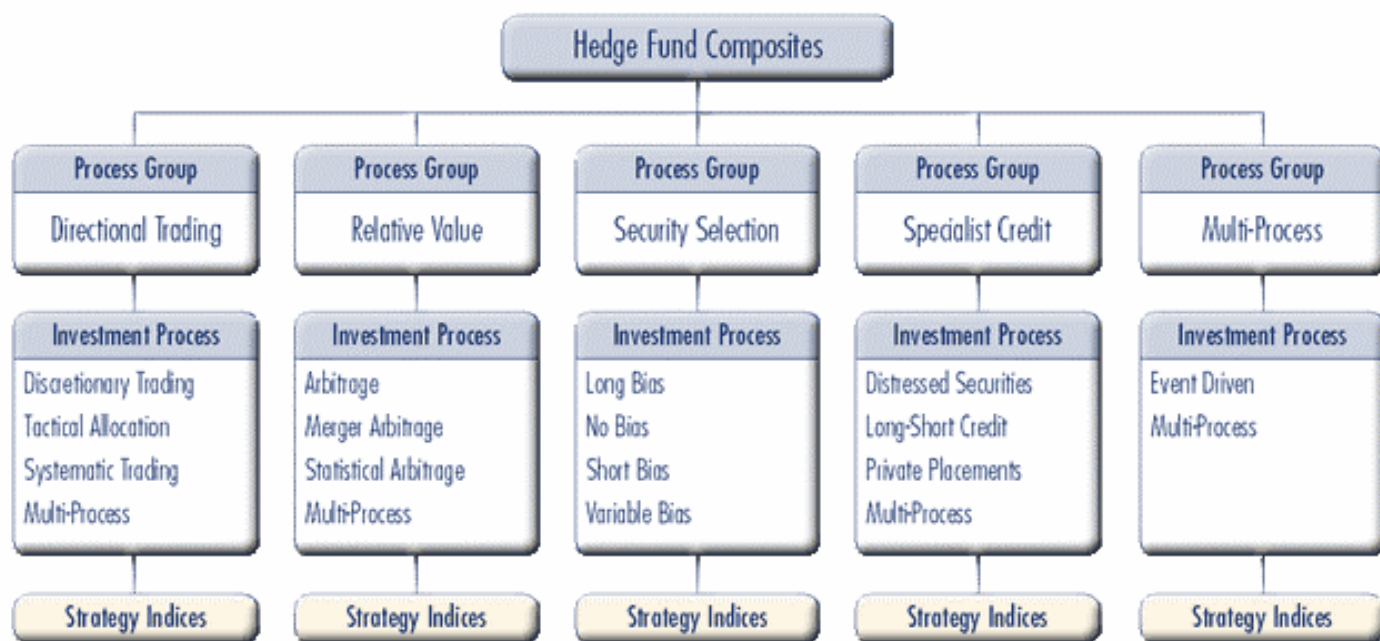 Hedge Fund Composites
Process Group
Directional Trading
Process Group
Relative Value
Process Group
Security Selection
Process Group
Specialist Credit
Process Group
Multi-Process
Investment Process
Discretionary Trading
Tactical Allocation
Systematic Trading
Multi-Process
Investment Process
Arbitrage
Merger Arbitrage
Statistical Arbitrage
Multi-Process
Investment Process
Long Bias
No Bias
Short Bias
Variable Bias
Investment Process
Distressed Securities
Long-Short Credit
Private Placements
Multi-Process
Investment Process
Event Driven
Multi-Process
Strategy Indices
Strategy Indices
Strategy Indices
Strategy Indices
Strategy Indices